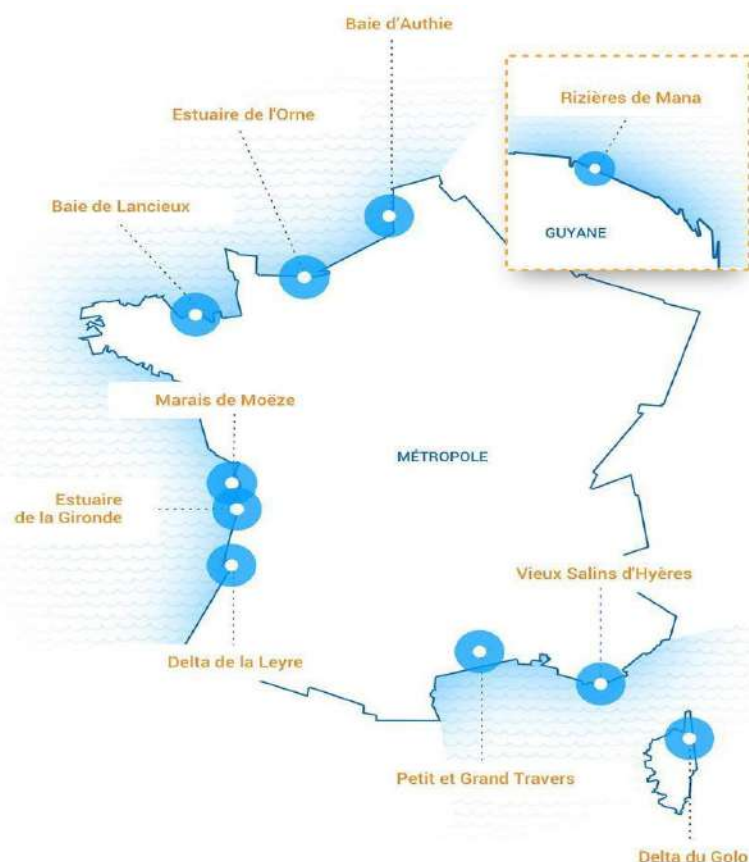 Baie d'Authie
Rizières de Mana
Estuaire de l'Orne
Baie de Lancieux
GUYANE
Marais de Moëze
MÉTROPOLE
Estuaire
de la Gironde
Vieux Salins d'Hyères
Delta de la Leyre
Petit et Grand Travers
Delta du Golo